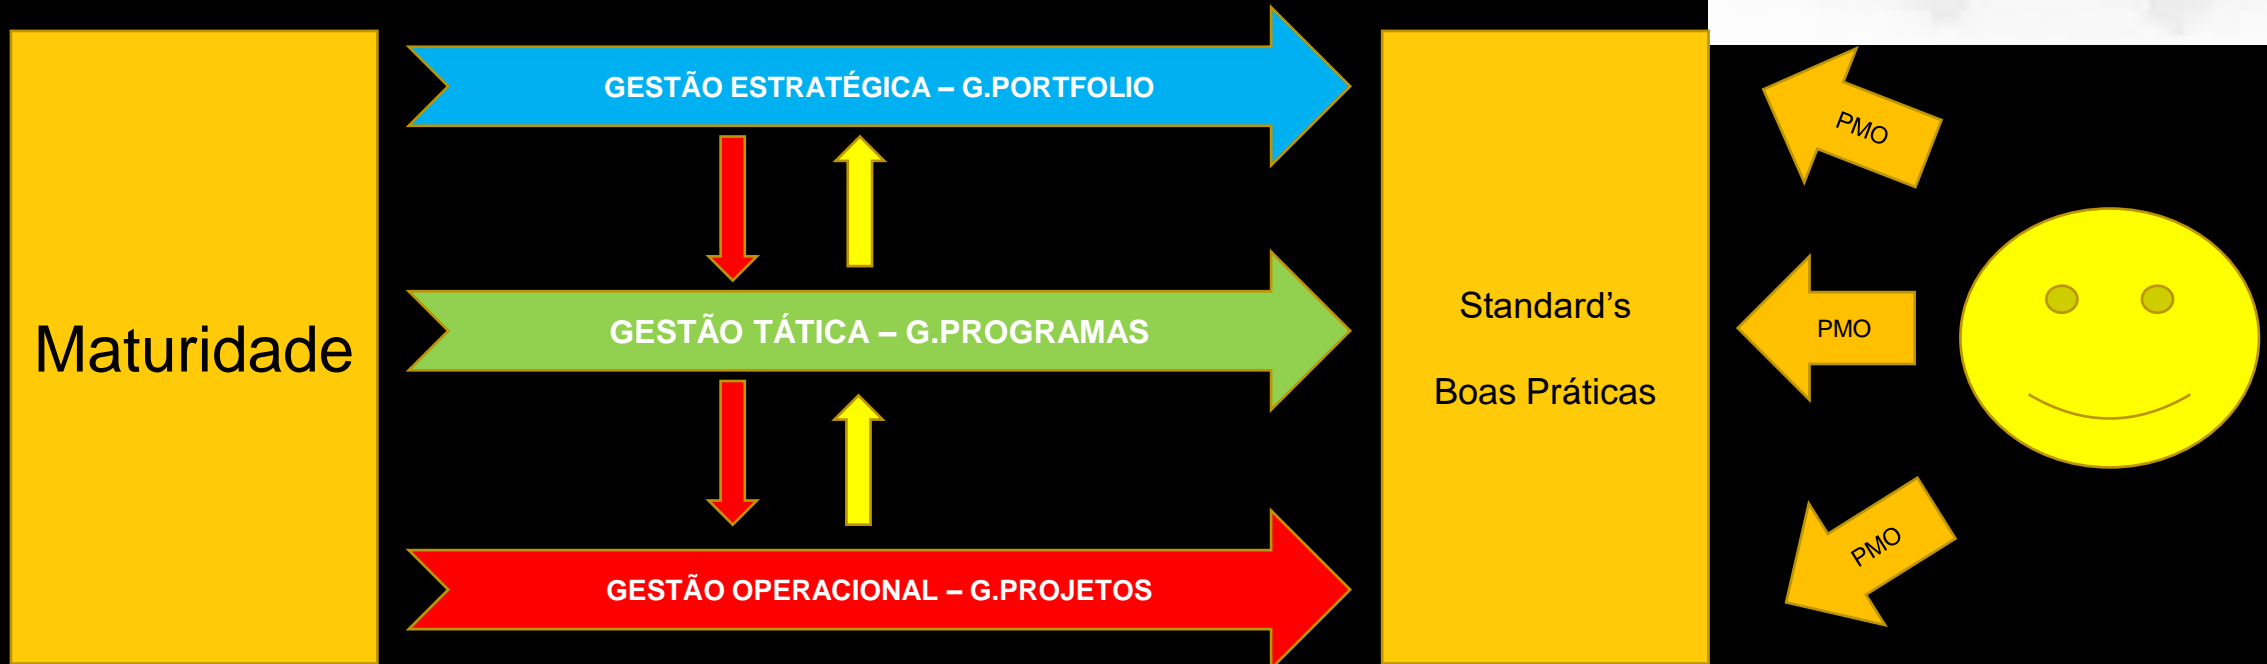 Maturidade
GESTÃO ESTRATÉGICA – G.PORTFOLIO
GESTÃO TÁTICA – G.PROGRAMAS
GESTÃO OPERACIONAL – G.PROJETOS
Standard’s
Boas Práticas
PMO
PMO
PMO